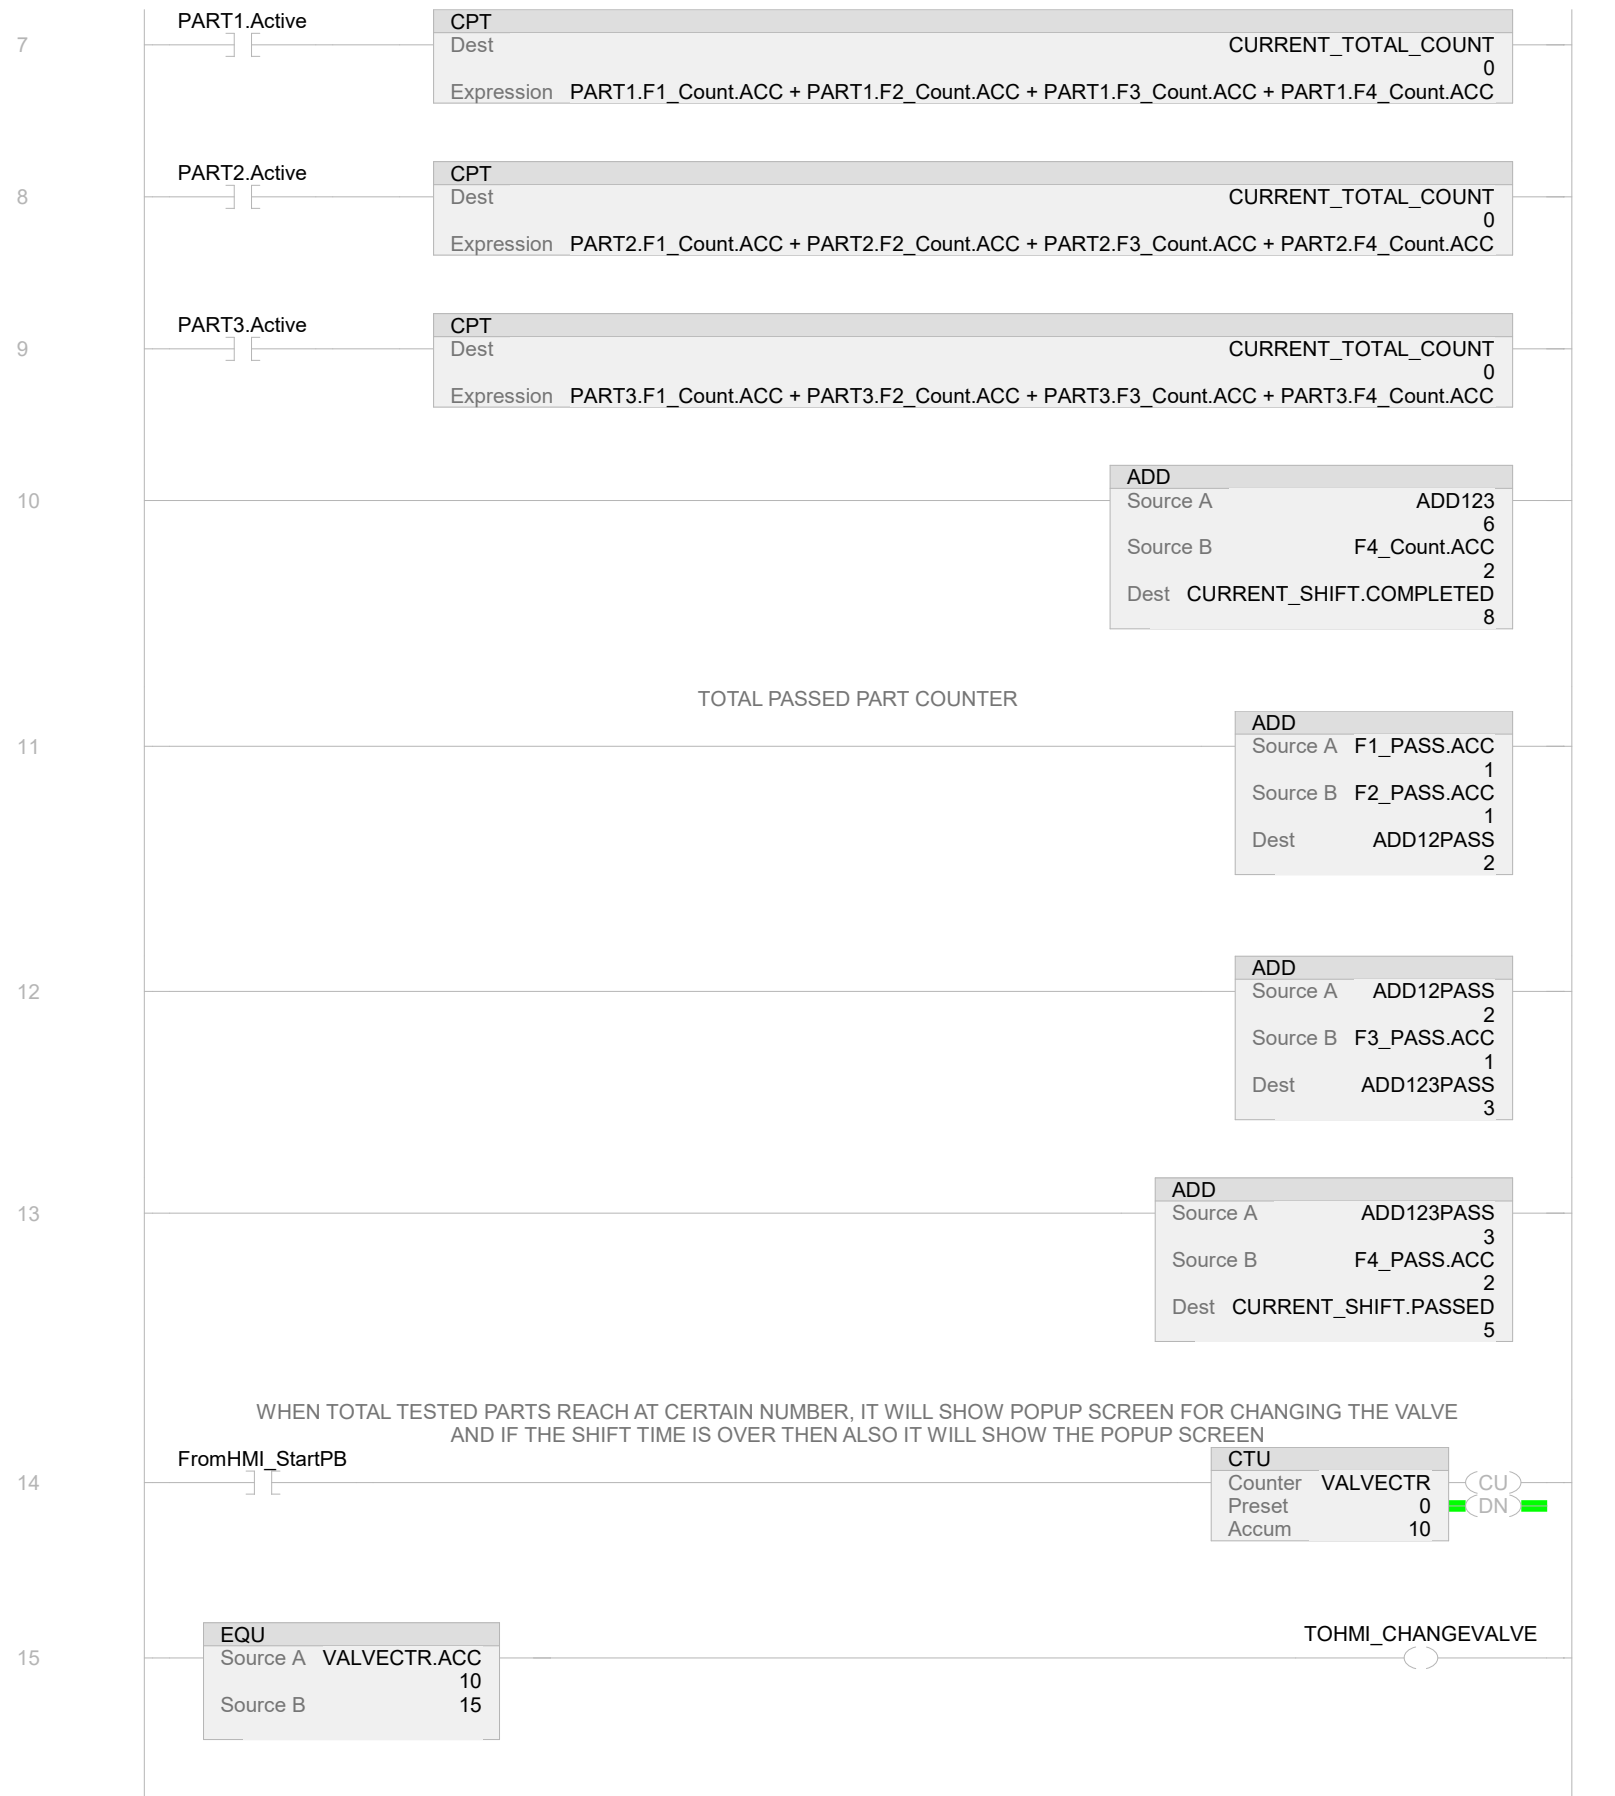 PART1.Active
CPT
7
Dest CURRENT_TOTAL_COUNT
0
Expression PART1.F1_Count.ACC + PART1.F2_Count.ACC + PART1.F3_Count.ACC + PART1.F4_Count.ACC
PART2.Active
CPT
8
Dest CURRENT_TOTAL_COUNT
0
Expression PART2.F1_Count.ACC + PART2.F2_Count.ACC + PART2.F3_Count.ACC + PART2.F4_Count.ACC
PART3.Active
CPT
9
Dest CURRENT_TOTAL_COUNT
0
Expression PART3.F1_Count.ACC + PART3.F2_Count.ACC + PART3.F3_Count.ACC + PART3.F4_Count.ACC
ADD
10
Source A ADD123
6
Source B F4_Count.ACC
2
Dest CURRENT_SHIFT.COMPLETED
8
TOTAL PASSED PART COUNTER
ADD
11
Source A F1_PASS.ACC
1
Source B F2_PASS.ACC
1
Dest ADD12PASS
2
ADD
12
Source A ADD12PASS
2
Source B F3_PASS.ACC
1
Dest ADD123PASS
3
ADD
13
Source A ADD123PASS
3
Source B F4_PASS.ACC
2
Dest CURRENT_SHIFT.PASSED
5
WHEN TOTAL TESTED PARTS REACH AT CERTAIN NUMBER, IT WILL SHOW POPUP SCREEN FOR CHANGING THE VALVE
AND IF THE SHIFT TIME IS OVER THEN ALSO IT WILL SHOW THE POPUP SCREEN
FromHMI_StartPB
CTU
14
Counter VALVECTR CU
Preset 0 DN
Accum 10
EQU
TOHMI_CHANGEVALVE
15
Source A VALVECTR.ACC
10
Source B 15